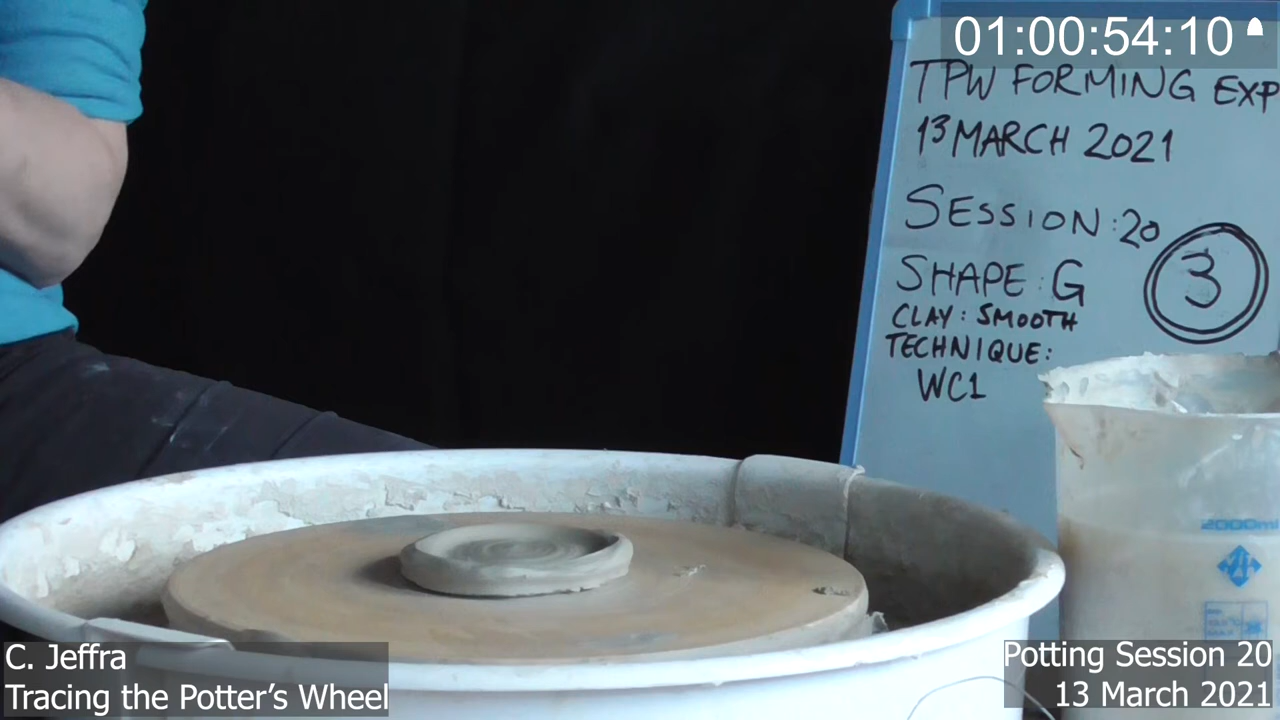 01:00:54:10
TPW FORMING EXP
13 MARCH 2021
SESSION: 20
3
SHAPE: G
CLAY: SMOOTH
TECHNIQUE:
WC1
2000ml
C. Jeffra
Tracing the Potter's Wheel
Potting Session 20
13 March 2021